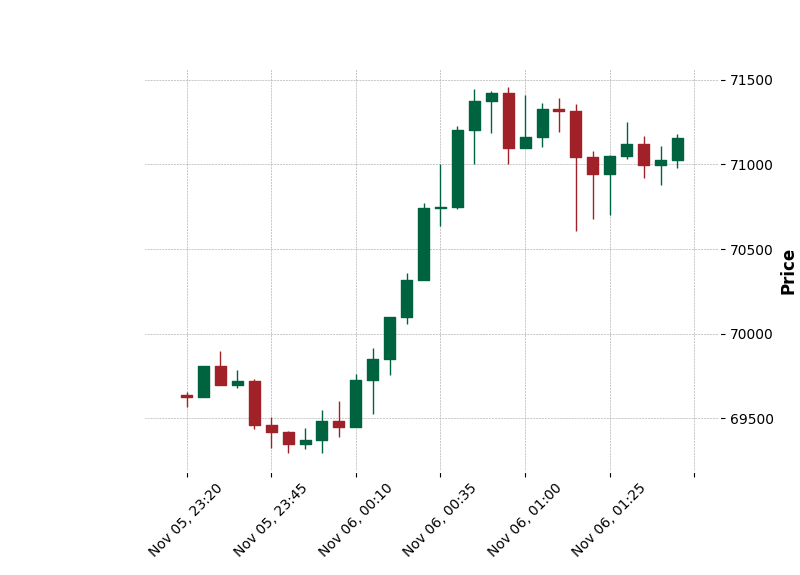 71500
71000
70500
70000
69500
Price
Nov 05, 23:20
Nov 05, 23:45
Nov 06, 00:10
Nov 06, 00:35
Nov 06, 01:00
Nov 06, 01:25